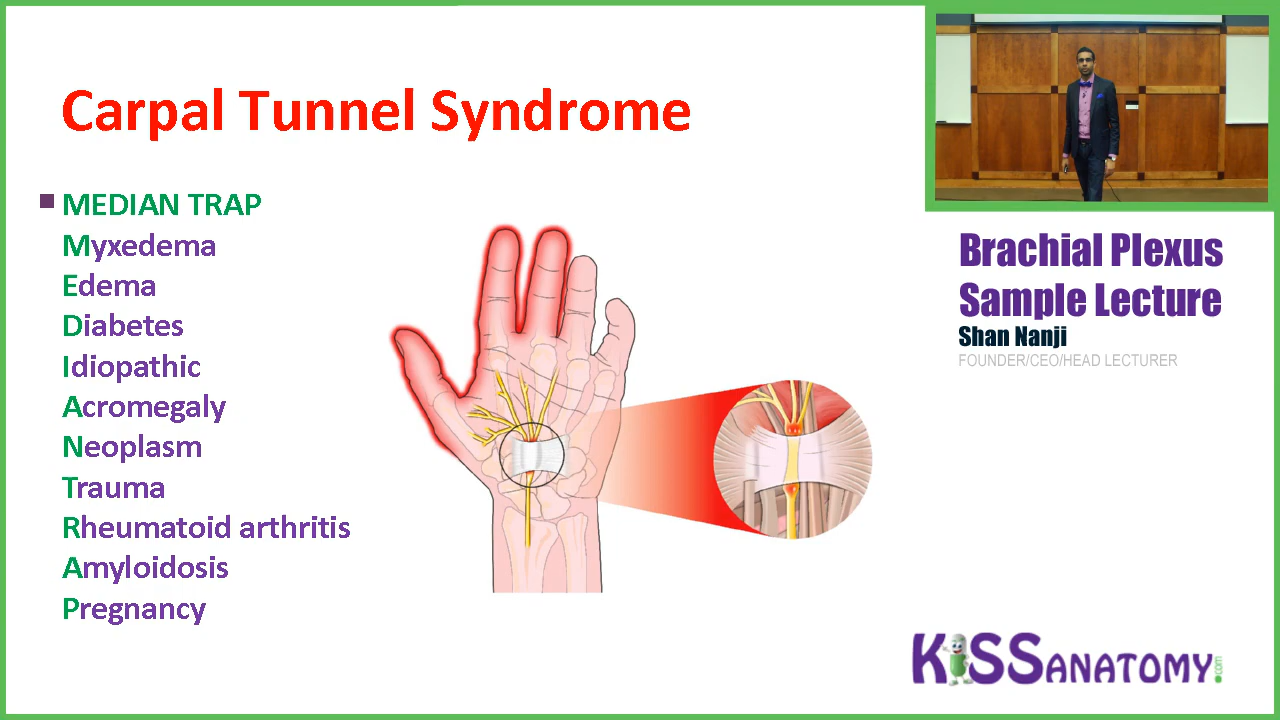 Carpal Tunnel Syndrome
MEDIAN TRAP
Myxedema
Edema
Diabetes
Idiopathic
Acromegaly
Neoplasm
Trauma
Rheumatoid arthritis
Amyloidosis
Pregnancy
Brachial Plexus
Sample Lecture
Shan Nanji
FOUNDER/CEO/HEAD LECTURER
KiSSANATOMY.com